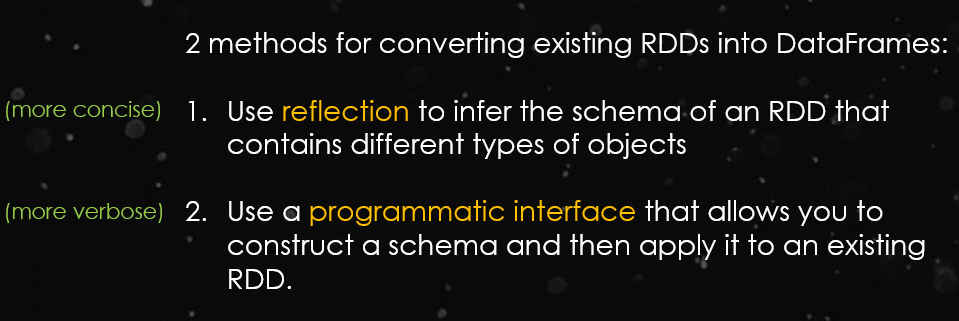 2 methods for converting existing RDDs into DataFrames:
(more concise) 1. Use reflection to infer the schema of an RDD that
contains different types of objects
(more verbose) 2. Use a programmatic interface that allows you to
construct a schema and then apply it to an existing
RDD.